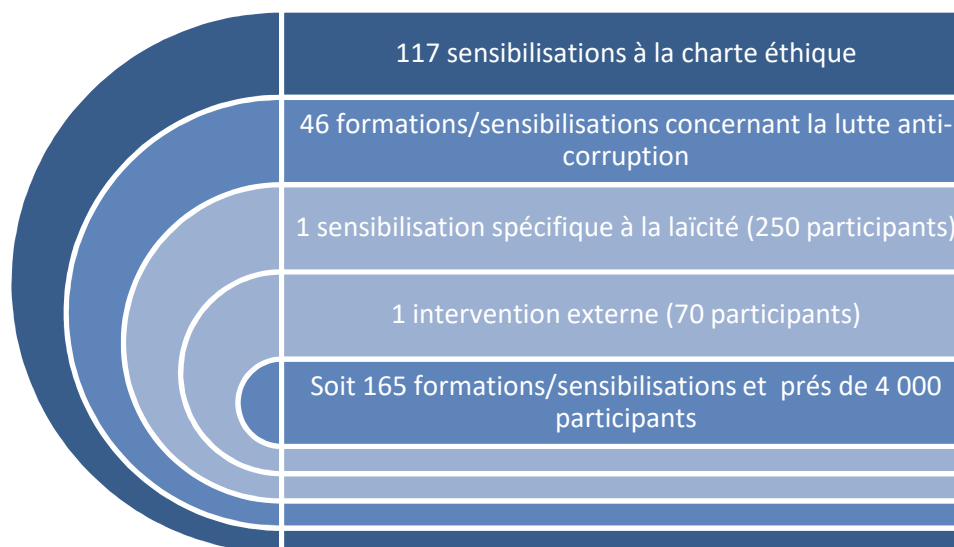 117 sensibilisations à la charte éthique
46 formations/sensibilisations concernant la lutte anti-
corruption
1 sensibilisation spécifique à la laïcité (250 participants)
1 intervention externe (70 participants)
Soit 165 formations/sensibilisations et  prés de 4 000
participants